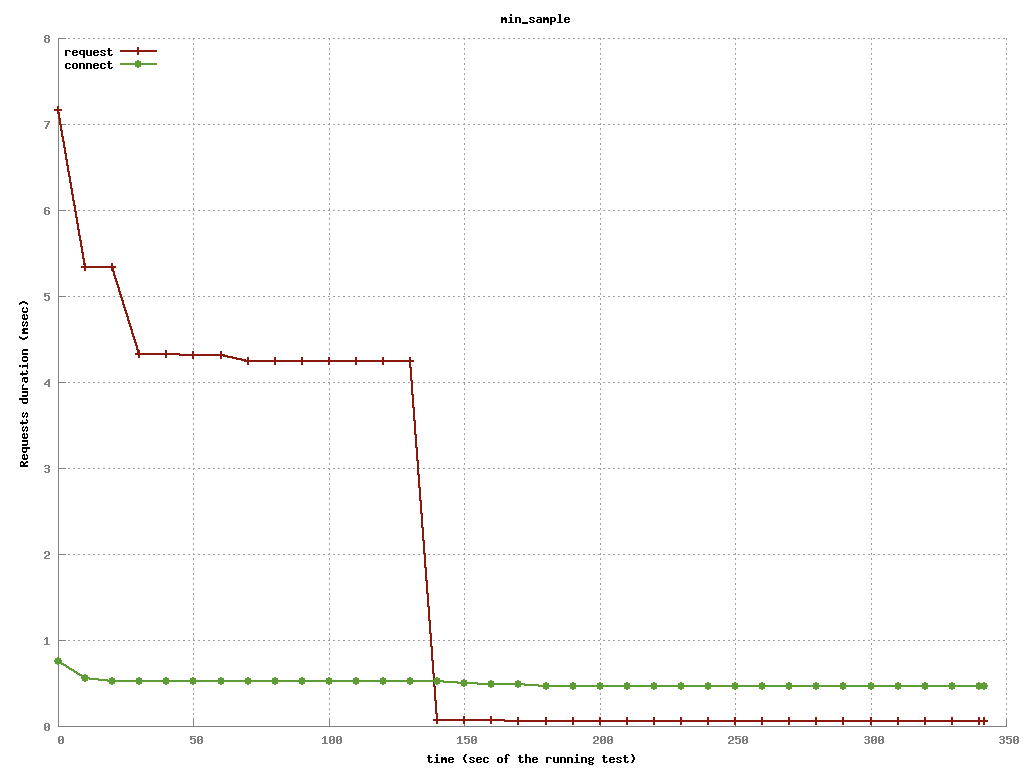 min_sample
8
request
connect
7
6
5
4
3
2
1
0
Requests duration (msec)
0 50 100 150 200 250 300 350
time (sec of the running test)